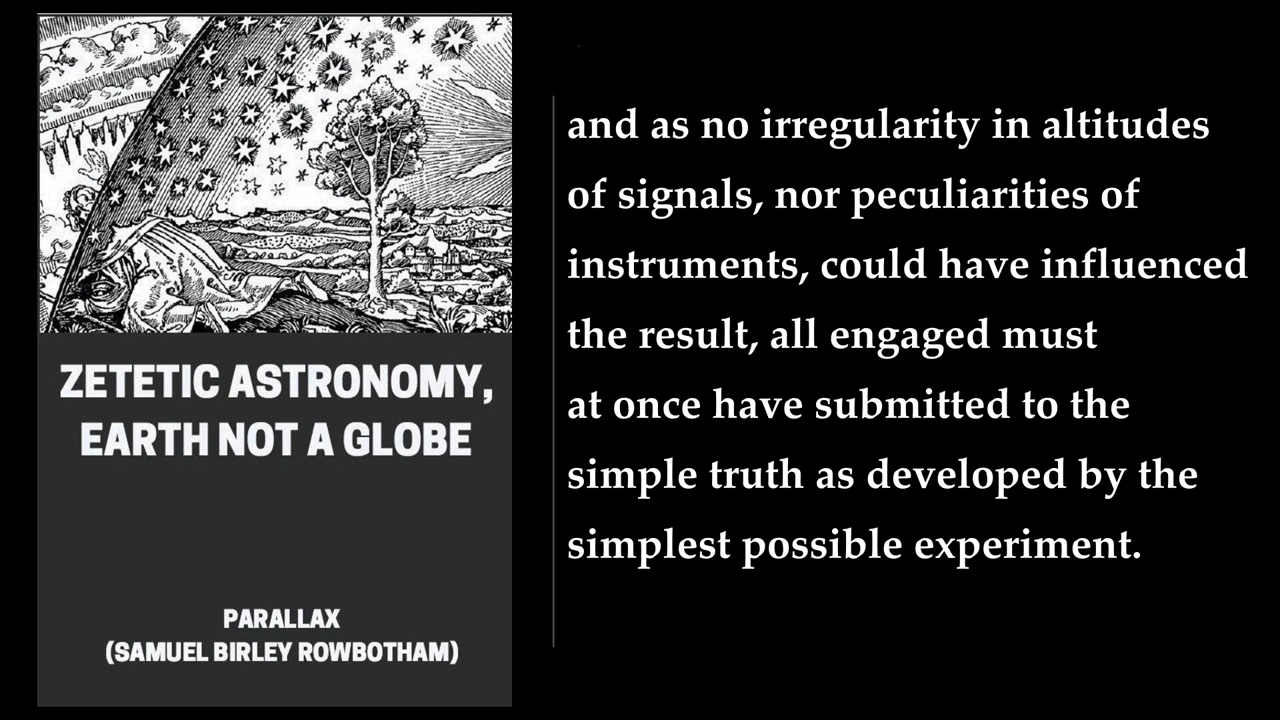 ZETETIC ASTRONOMY,
EARTH NOT A GLOBE
PARALLAX
(SAMUEL BIRLEY ROWBOTHAM)
and as no irregularity in altitudes
of signals, nor peculiarities of
instruments, could have influenced
the result, all engaged must
at once have submitted to the
simple truth as developed by the
simplest possible experiment.